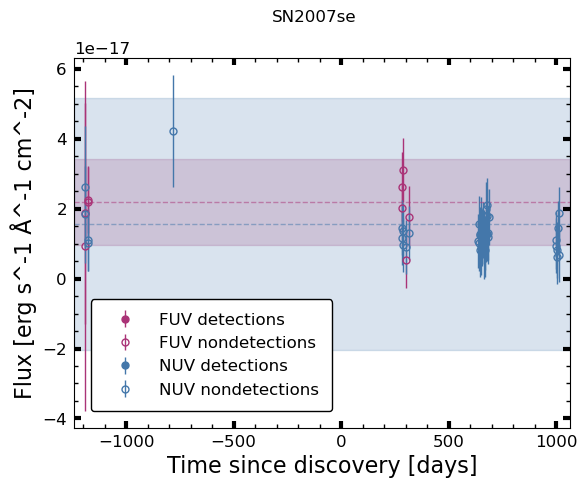 SN2007se
1e−17
6
4
2
0
−2
−4
Flux [erg s^-1 Å^-1 cm^-2]
FUV detections
FUV nondetections
NUV detections
NUV nondetections
−1000
−500
0
500
1000
Time since discovery [days]